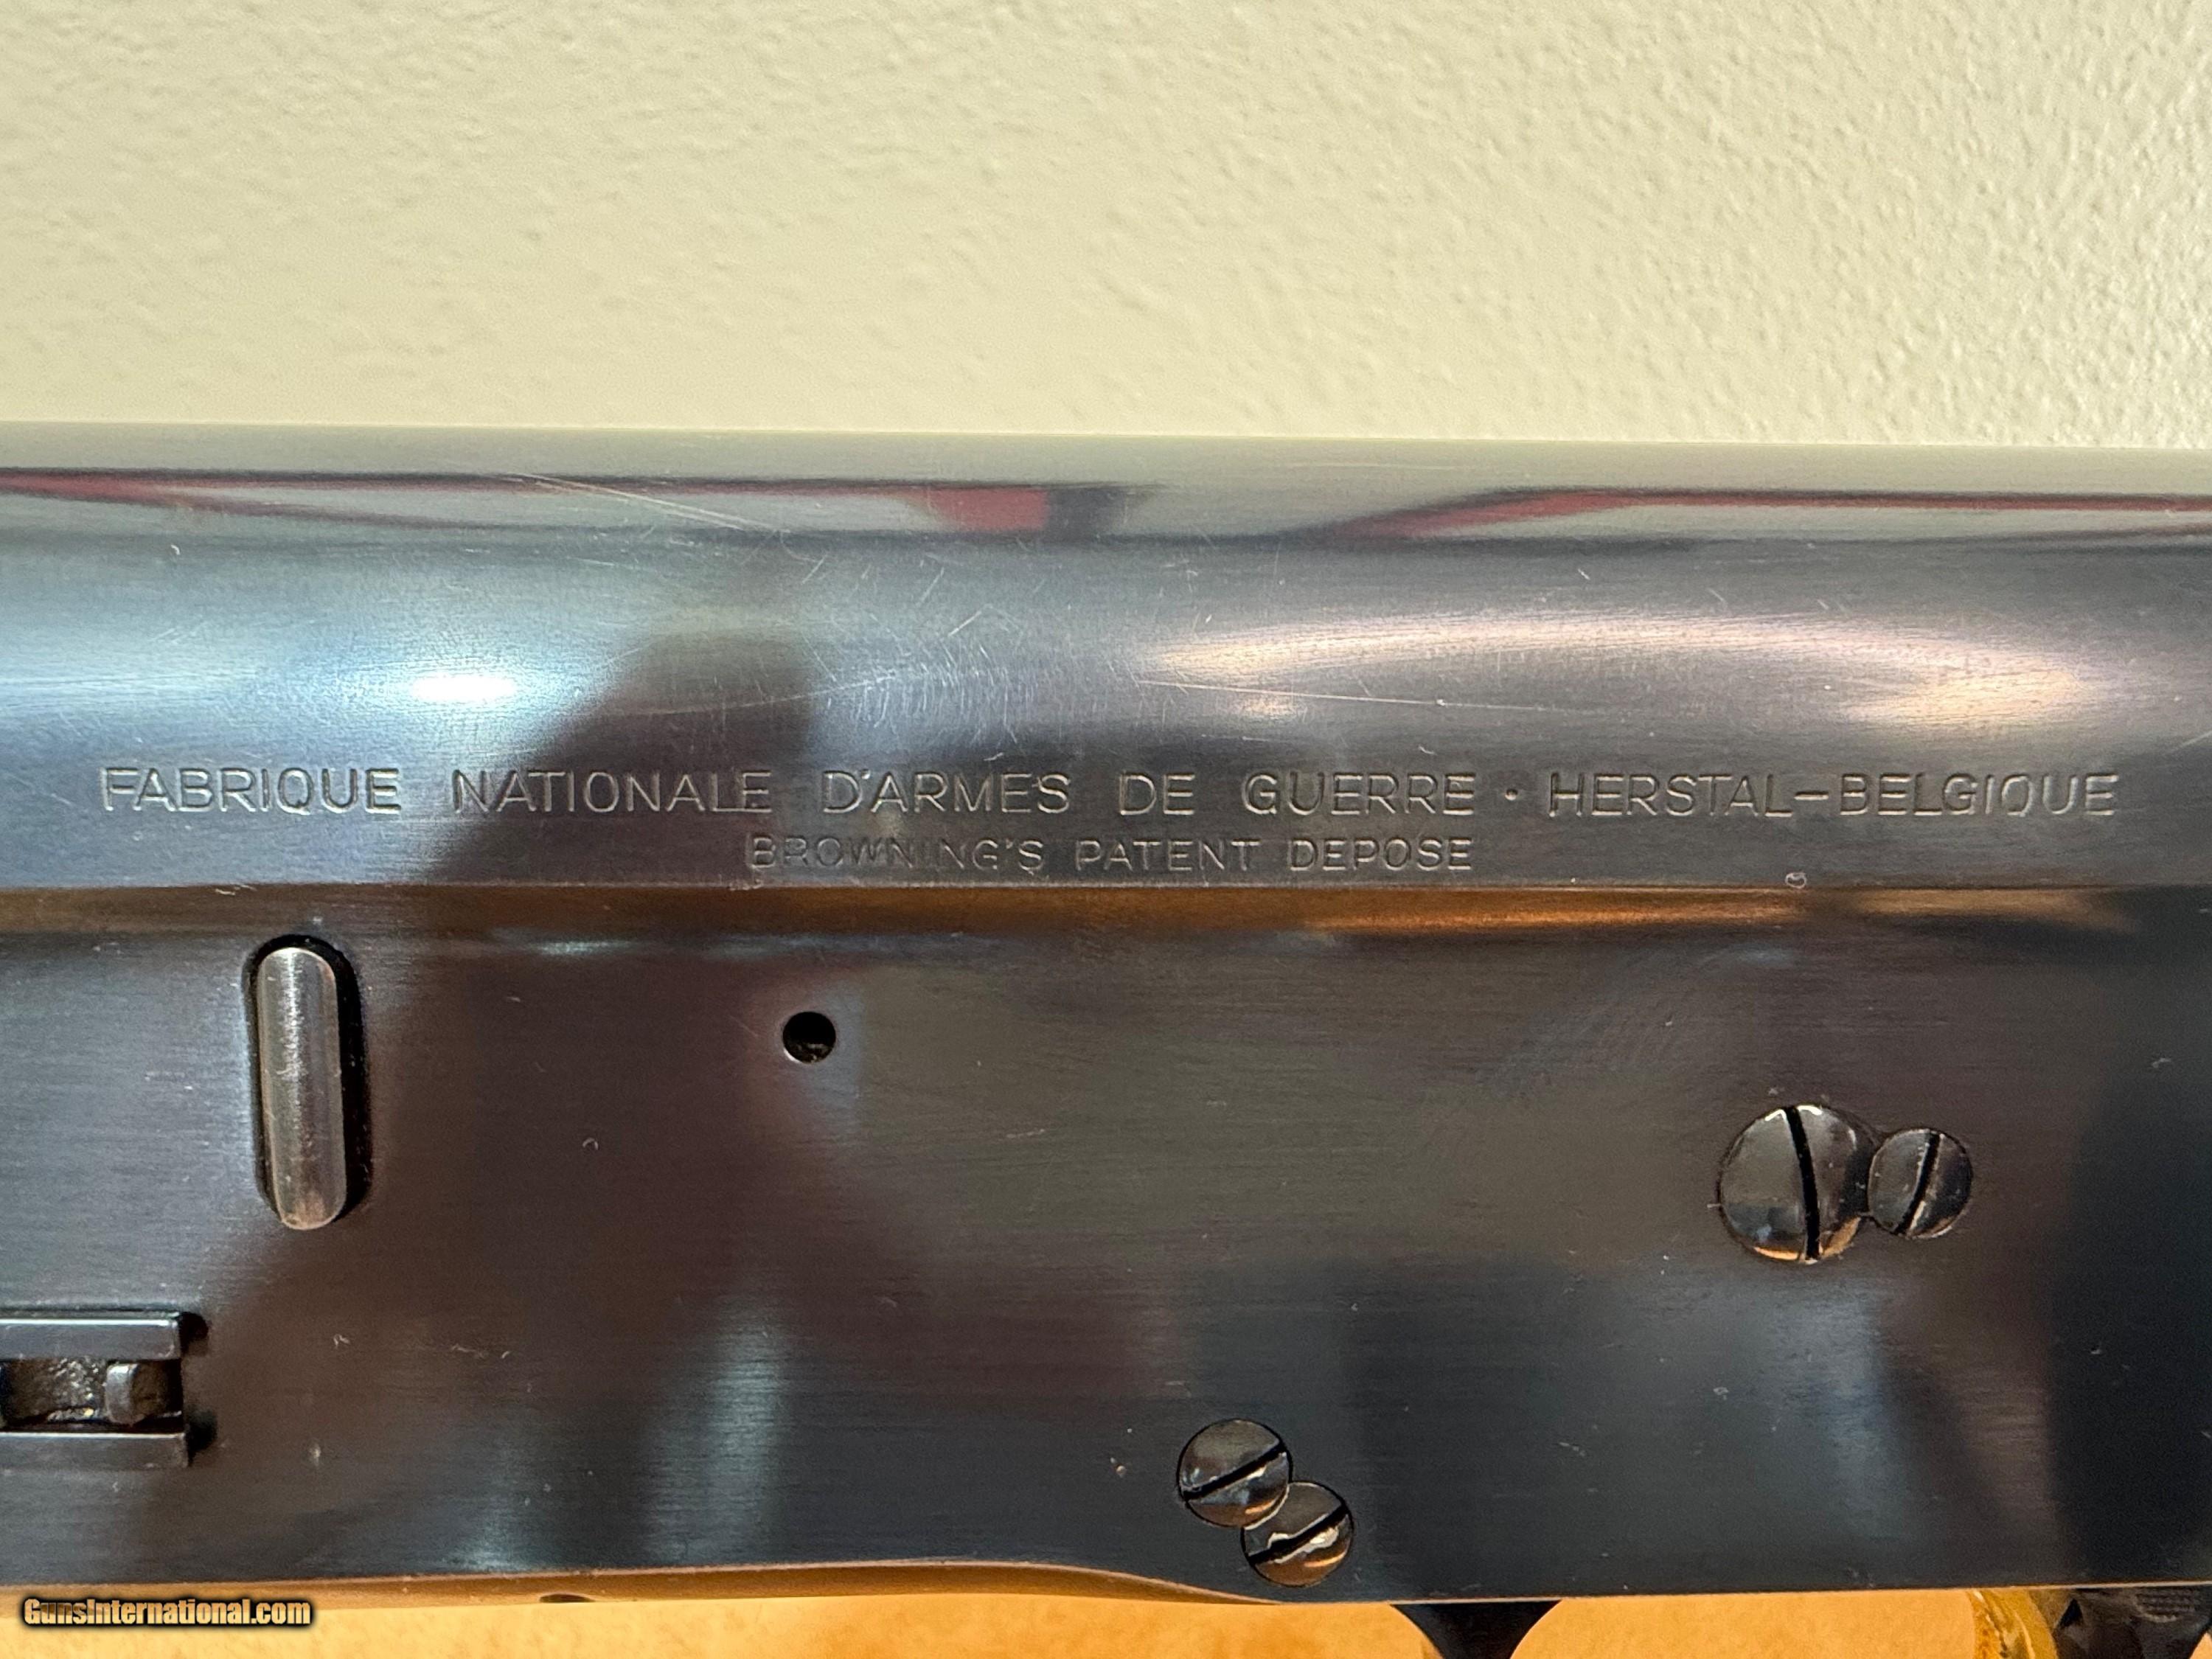 FABRIQUE NATIONALE D'ARMES DE GUERRE · HERSTAL-BELGIQUE
BROWNING'S PATENT DEPOSE
GunsInternational.com